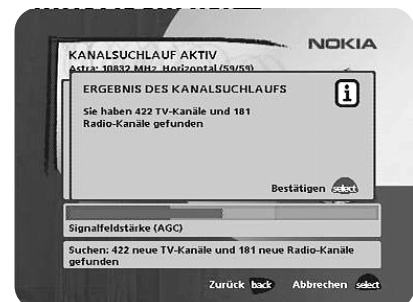 NOKIA
KANALSUCHLAUF AKTIV
Astra: 10832 MHz, Horizontal (59/59)
ERGEBNIS DES KANALSUCHLAUFS
i
Sie haben 422 TV-Kanäle und 181
Radio-Kanäle gefunden
Bestätigen select
Signalfeldstärke (AGC)
Suchen: 422 neue TV-Kanäle und 181 neue Radio-Kanäle
gefunden
Zurück back Abbrechen select